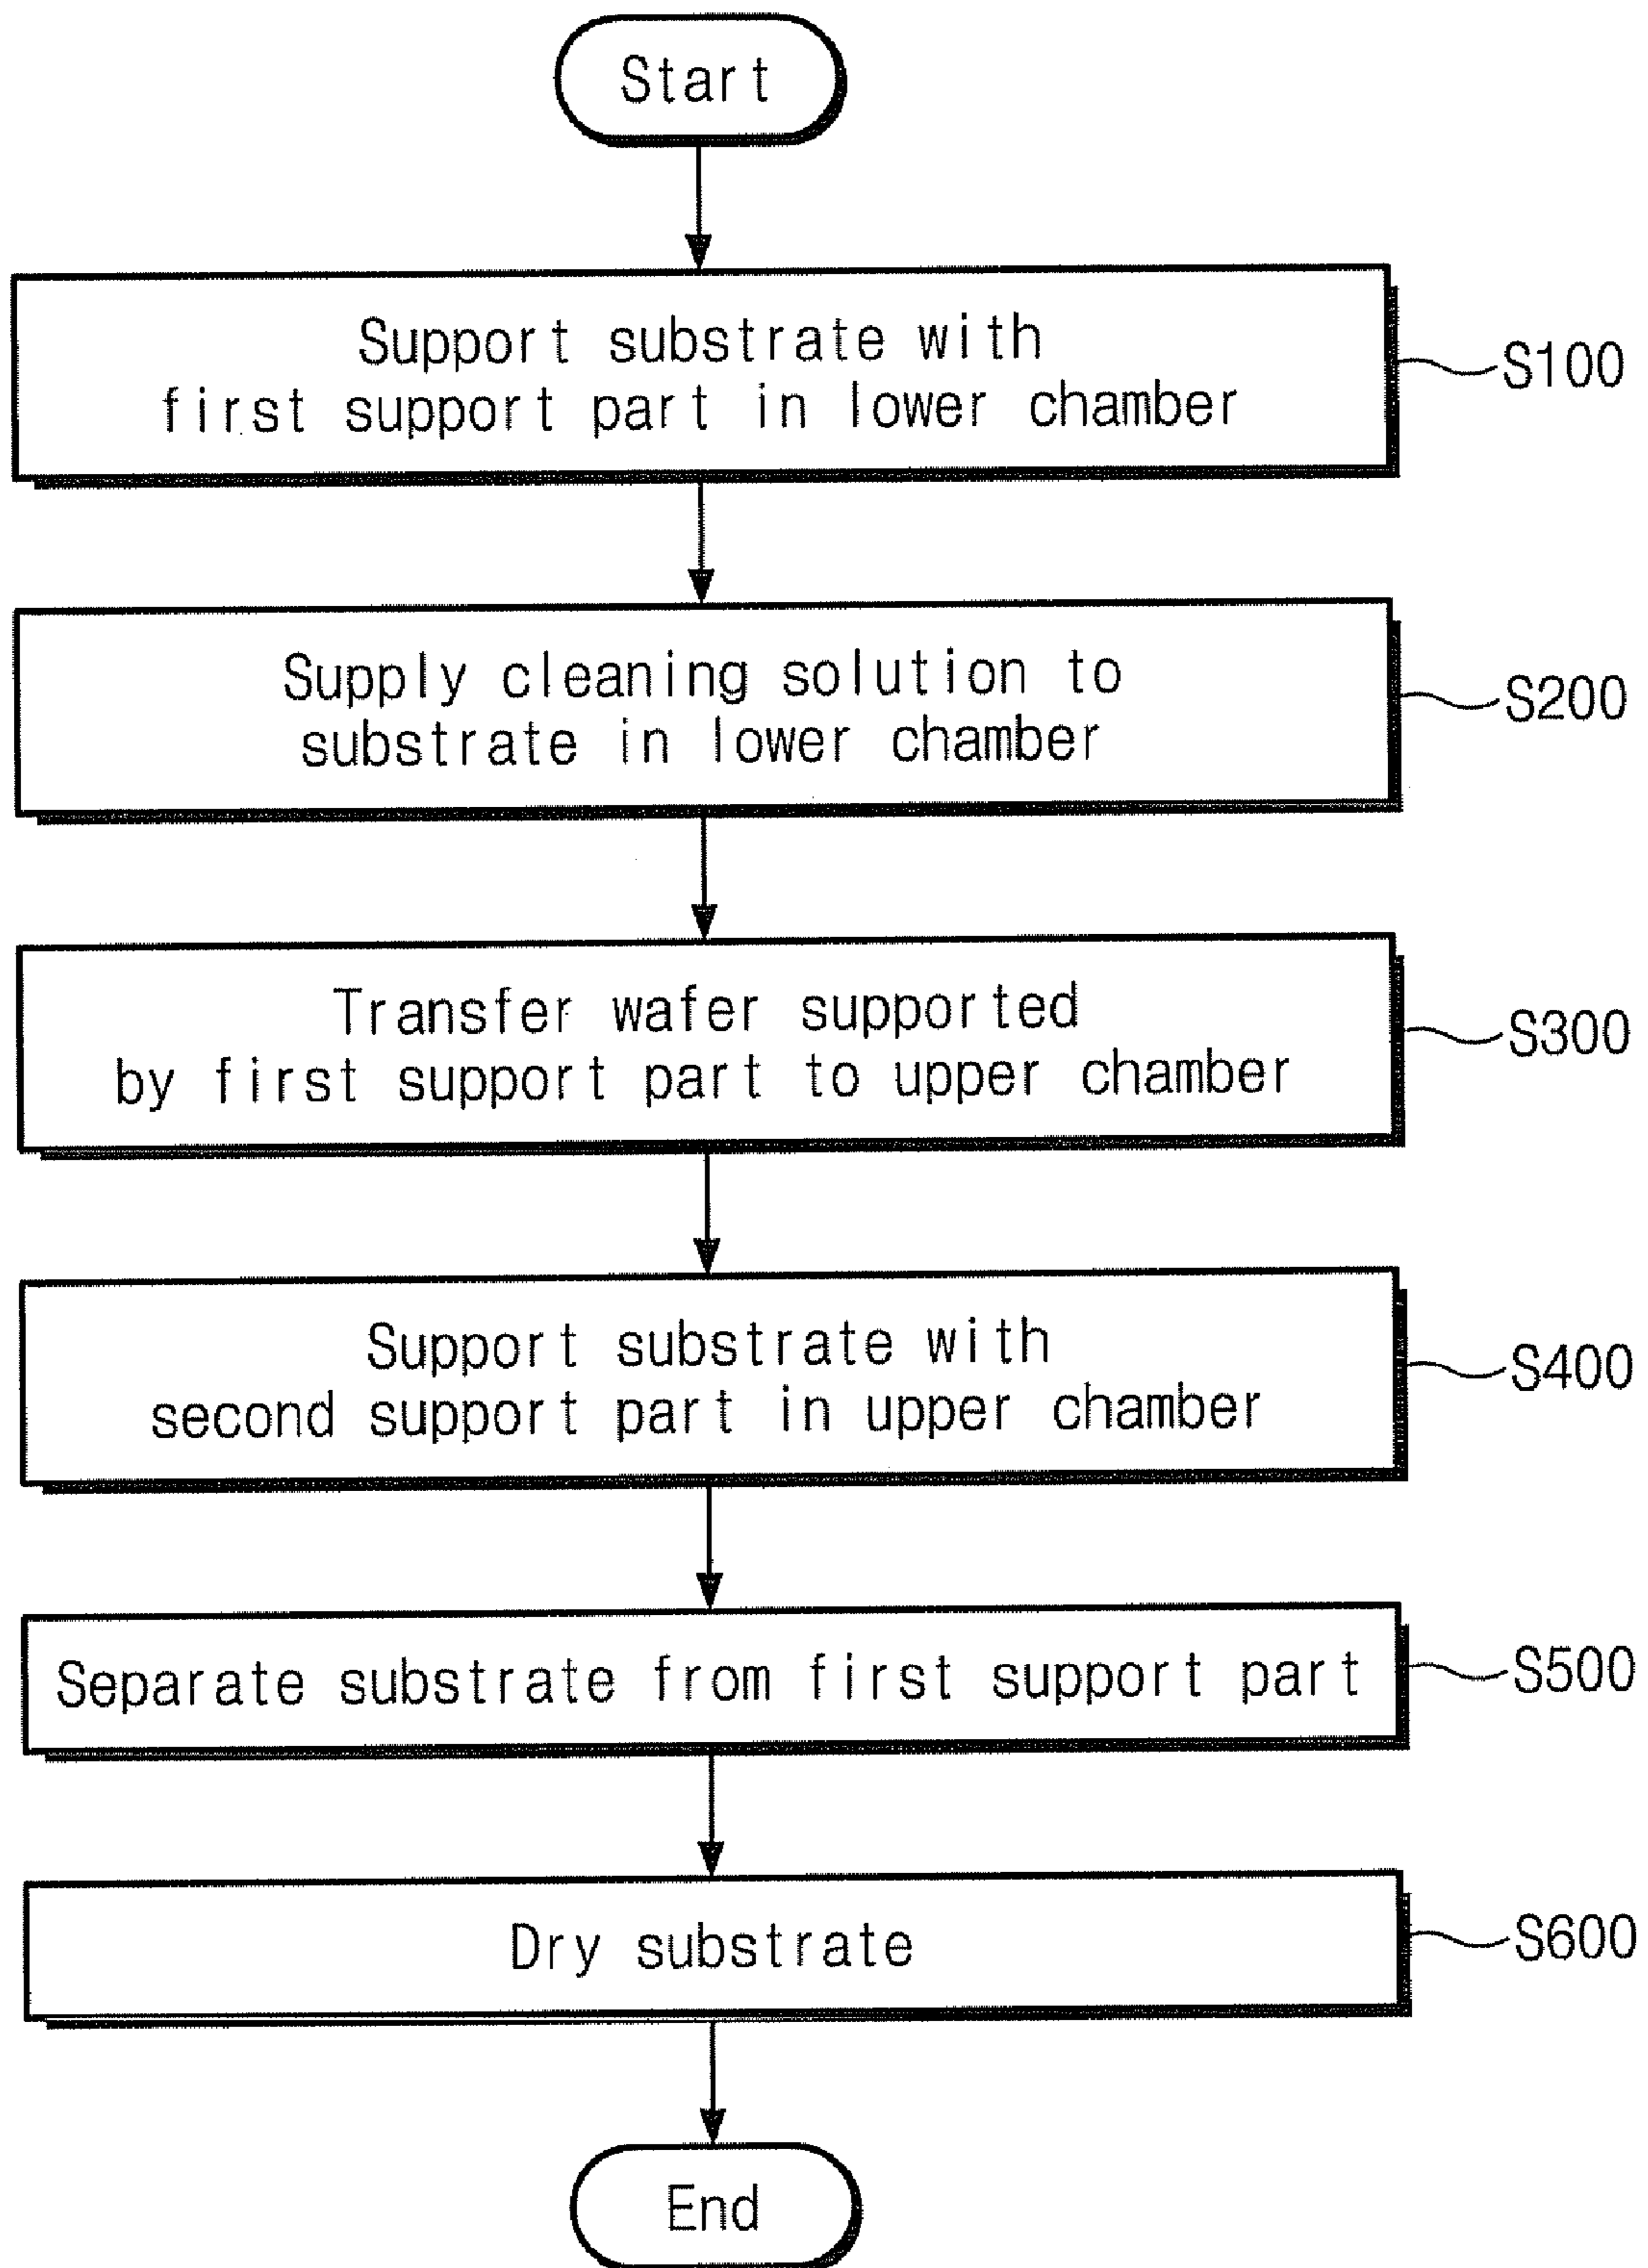 Start
Support substrate with
first support part in lower chamber
S100
Supply cleaning solution to
substrate in lower chamber
S200
Transfer wafer supported
by first support part to upper chamber
S300
Support substrate with
second support part in upper chamber
S400
Separate substrate from first support part
S500
Dry substrate
S600
End